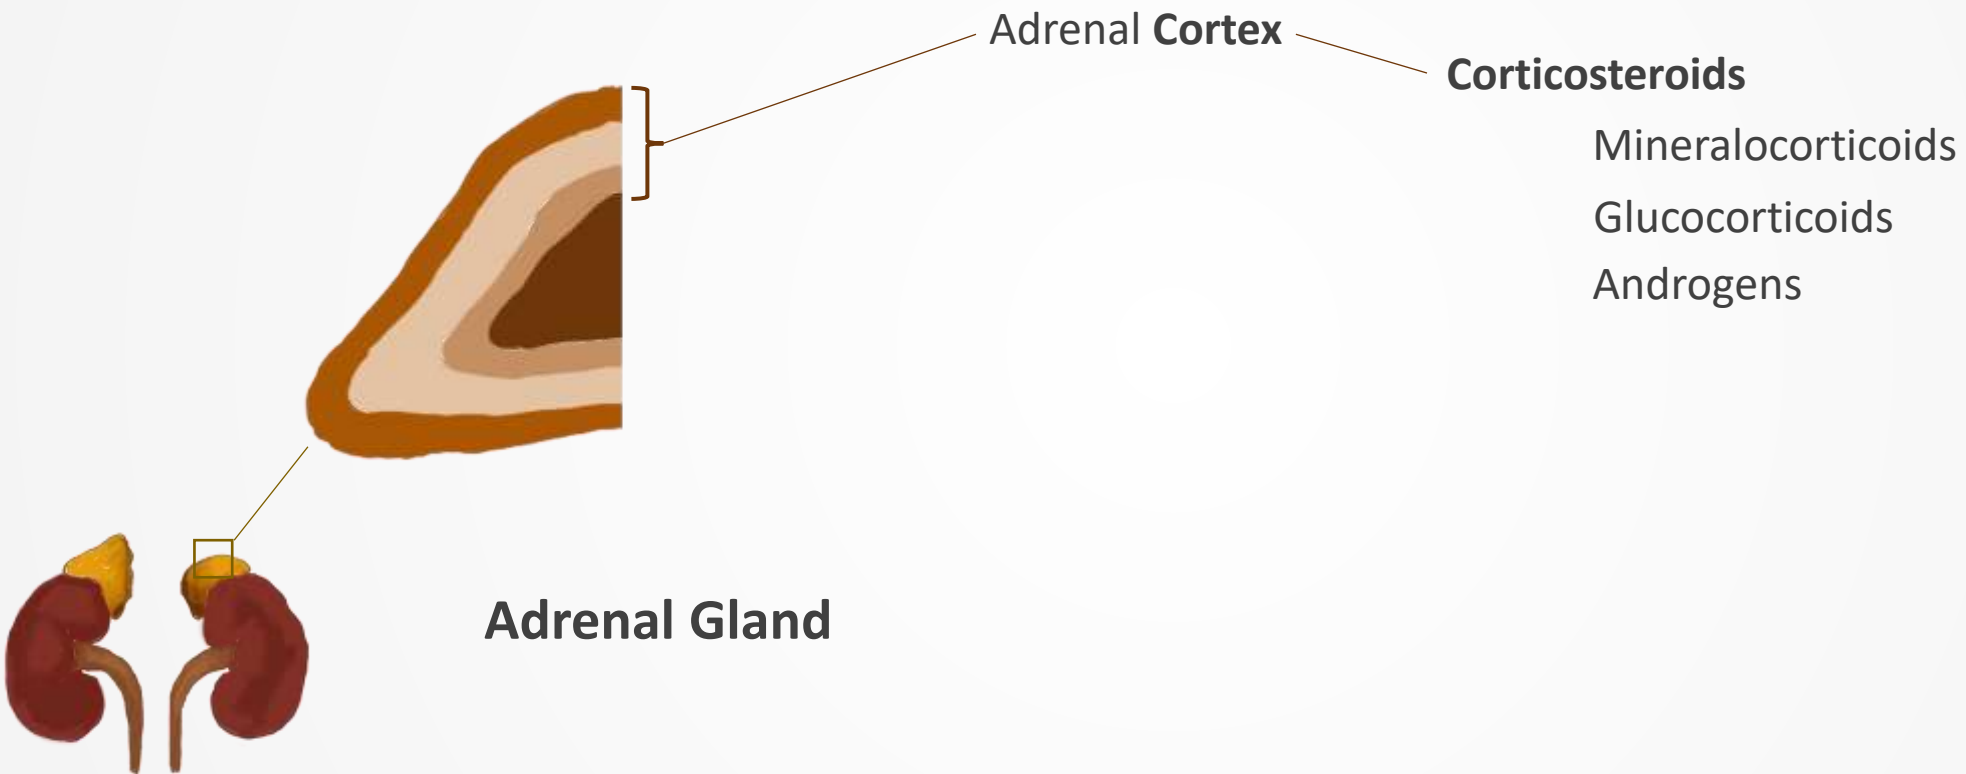 Adrenal Cortex
Corticosteroids
Mineralocorticoids
Glucocorticoids
Androgens
Adrenal Gland